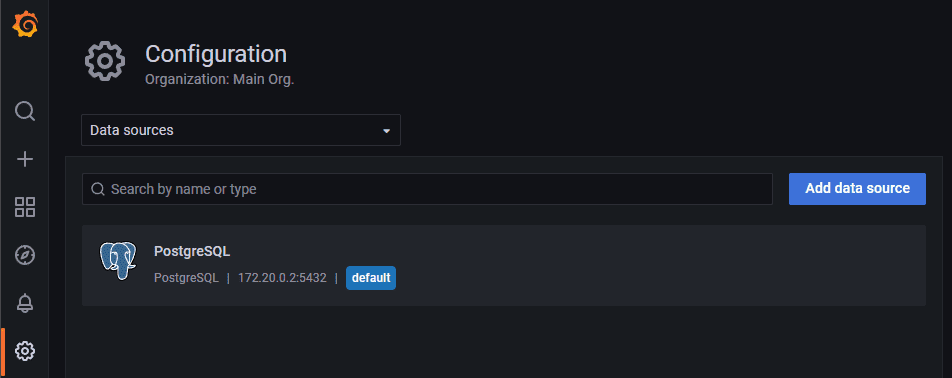 Configuration
Organization: Main Org.
Data sources
Search by name or type
Add data source
PostgreSQL
PostgreSQL | 172.20.0.2:5432 | default